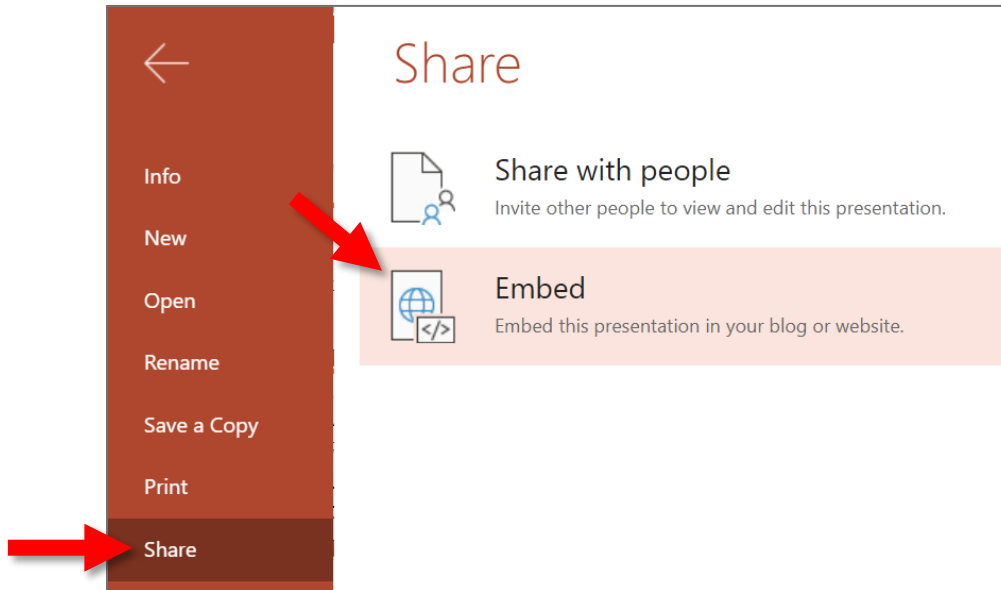 Share
Info
New
Open
Rename
Save a Copy
Print
Share
Share with people
Invite other people to view and edit this presentation.
Embed
</>
Embed this presentation in your blog or website.